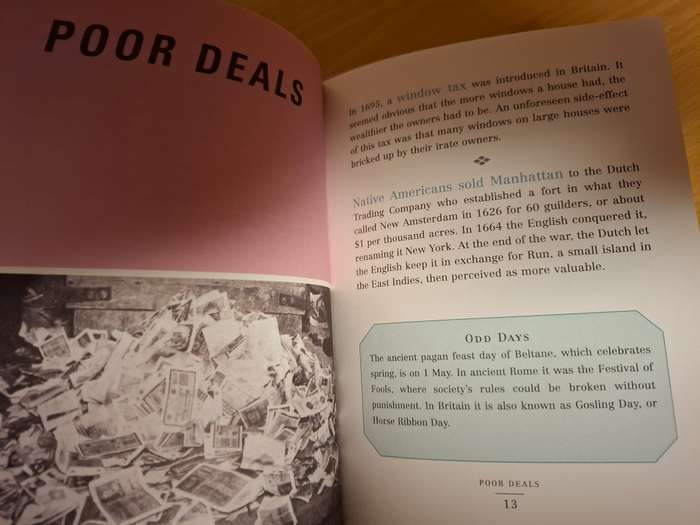 POOR DEALS
In 1695, a window tax was introduced in Britain. It
seemed obvious that the more windows a house had, the
wealthier the owners had to be. An unforeseen side-effect
of this tax was that many windows on large houses were
bricked up by their irate owners.
Native Americans sold Manhattan to the Dutch
Trading Company who established a fort in what they
called New Amsterdam in 1626 for 60 guilders, or about
$1 per thousand acres. In 1664 the English conquered it,
renaming it New York. At the end of the war, the Dutch let
the English keep it in exchange for Run, a small island in
the East Indies, then perceived as more valuable.
ODD DAYS
The ancient pagan feast day of Beltane, which celebrates
spring, is on 1 May. In ancient Rome it was the Festival of
Fools, where society's rules could be broken without
punishment. In Britain it is also known as Gosling Day, or
Horse Ribbon Day.
POOR DEALS
13